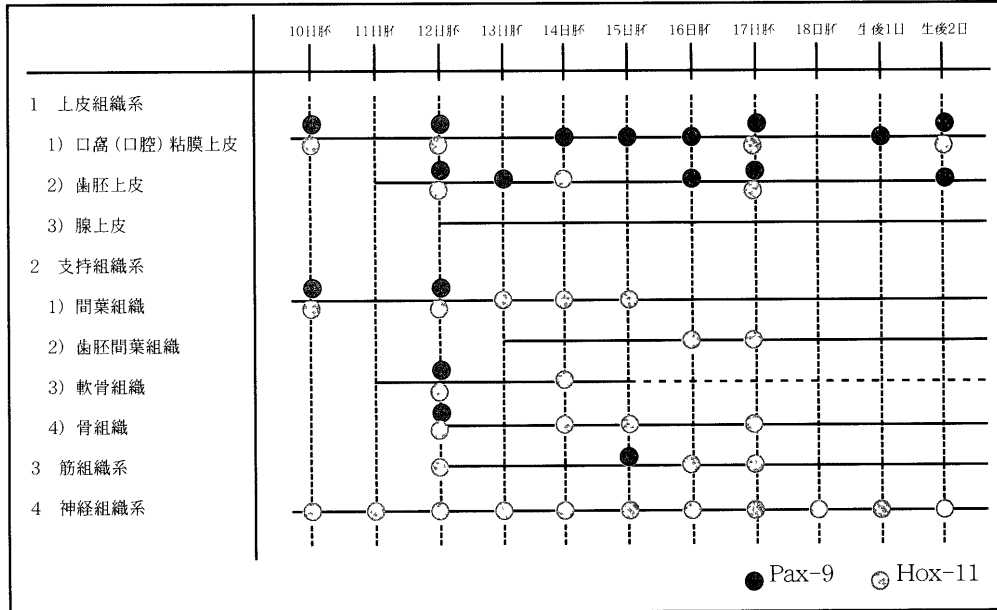 10日胚 11日胚 12日胚 13日胚 14日胚 15日胚 16日胚 17日胚 18日胚 生後1日 生後2日
1 上皮組織系
1) 口窩(口腔)粘膜上皮
2) 歯胚上皮
3) 腺上皮
2 支持組織系
1) 間葉組織
2) 歯胚間葉組織
3) 軟骨組織
4) 骨組織
3 筋組織系
4 神経組織系
Pax-9 Hox-11